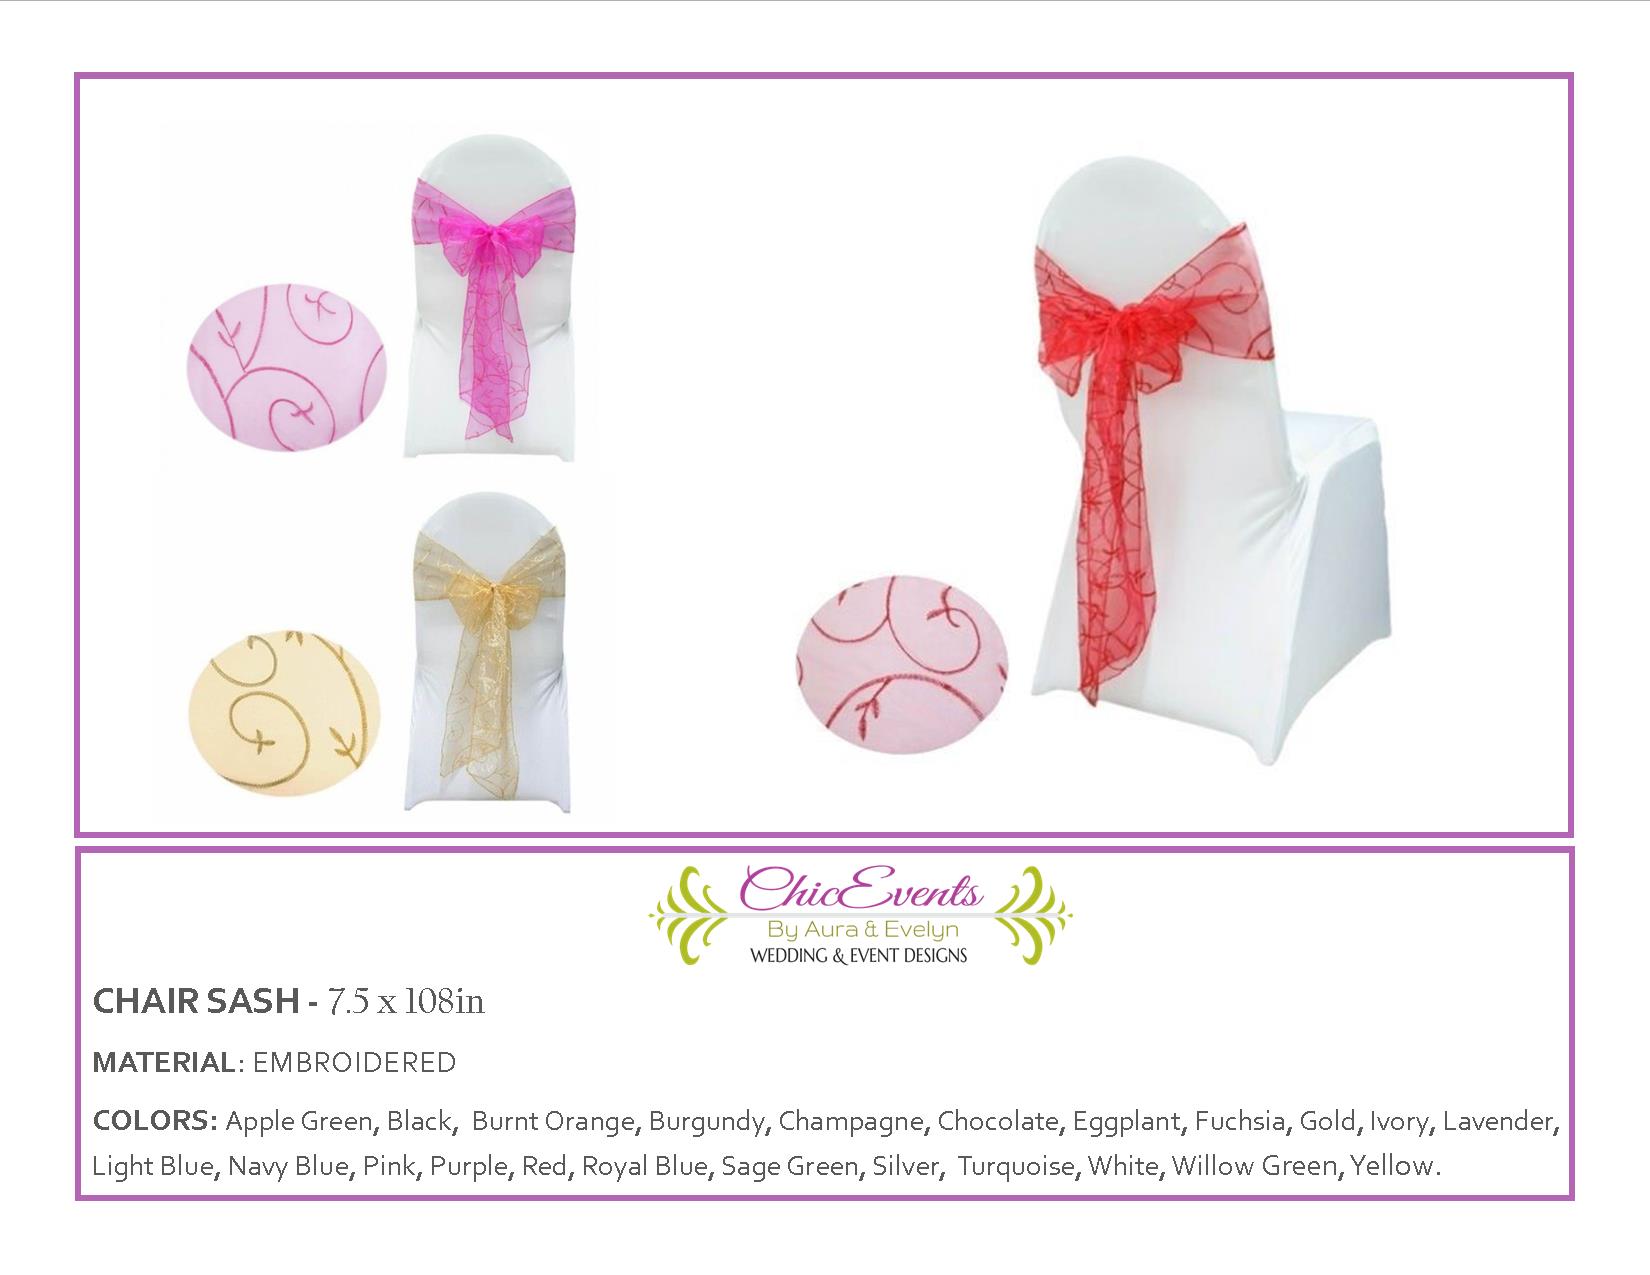 ChicEvents
By Aura & Evelyn
WEDDING & EVENT DESIGNS
CHAIR SASH - 7.5 x 108in
MATERIAL: EMBROIDERED
COLORS: Apple Green, Black, Burnt Orange, Burgundy, Champagne, Chocolate, Eggplant, Fuchsia, Gold, Ivory, Lavender,
Light Blue, Navy Blue, Pink, Purple, Red, Royal Blue, Sage Green, Silver, Turquoise, White, Willow Green, Yellow.